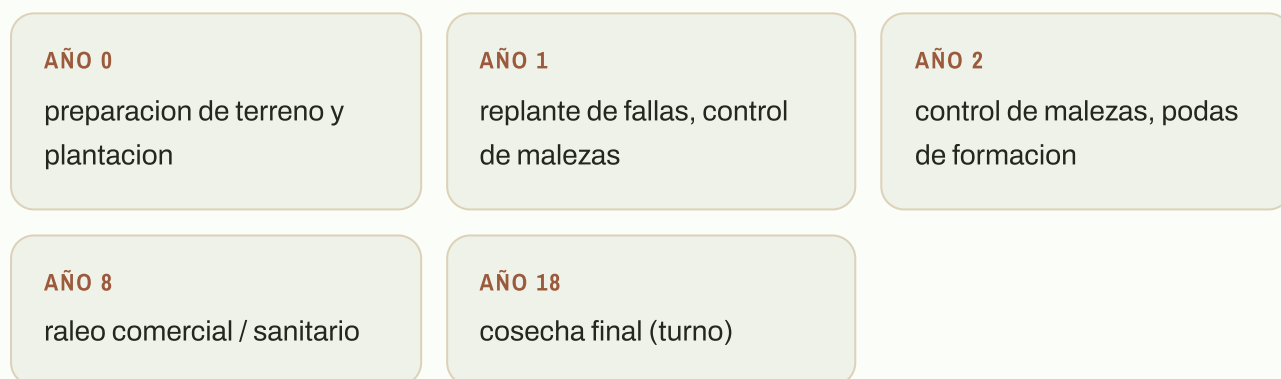 AÑO 0
preparacion de terreno y
plantacion
AÑO 1
replante de fallas, control
de malezas
AÑO 2
control de malezas, podas
de formacion
AÑO 8
raleo comercial / sanitario
AÑO 18
cosecha final (turno)